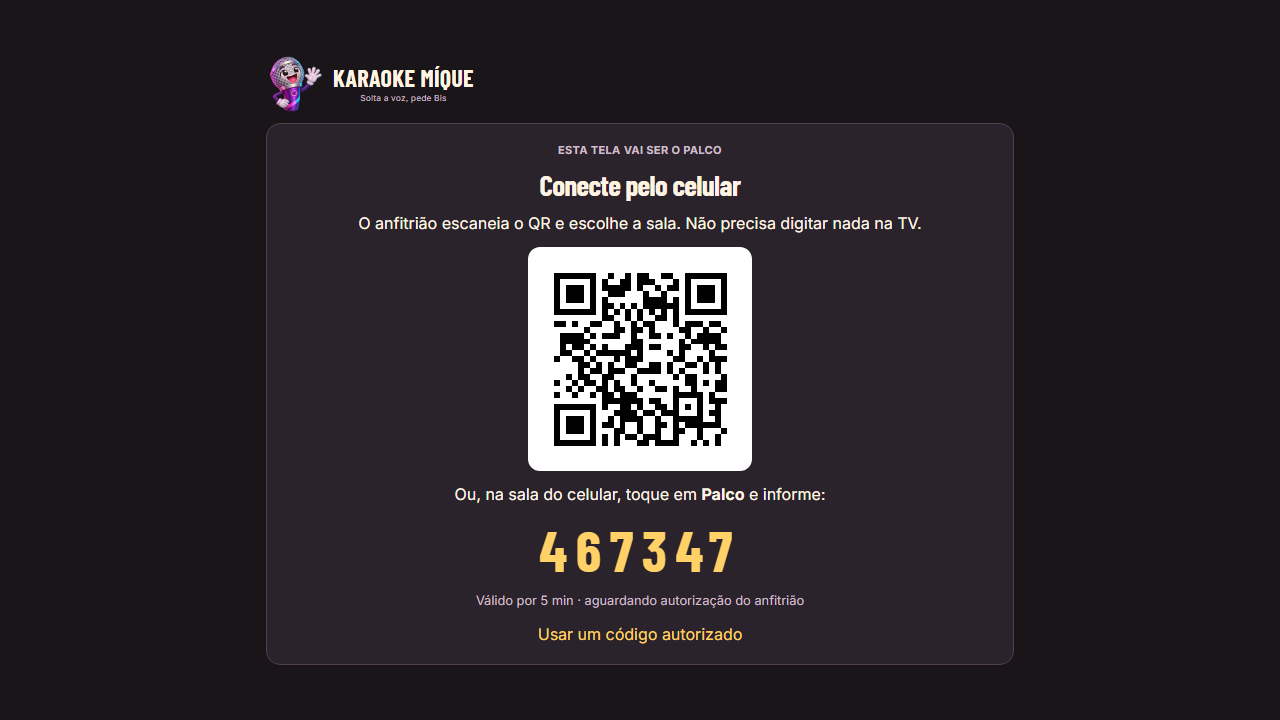 KARAOKE MÍQUE
Solta a voz, pede Bis
ESTA TELA VAI SER O PALCO
Conecte pelo celular
O anfitrião escaneia o QR e escolhe a sala. Não precisa digitar nada na TV.
Ou, na sala do celular, toque em Palco e informe:
467347
Válido por 5 min · aguardando autorização do anfitrião
Usar um código autorizado